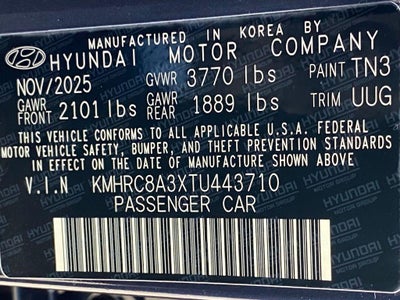 MANUFACTURED IN KOREA BY
HYUNDAI MOTOR COMPANY
NOV/2025 GVWR 3770 lbs PAINT TN3
GAWR FRONT 2101 lbs GAWR REAR 1889 lbs TRIM UUG
THIS VEHICLE CONFORMS TO ALL APPLICABLE U.S.A. FEDERAL
MOTOR VEHICLE SAFETY, BUMPER, AND THEFT PREVENTION STANDARDS
IN EFFECT ON THE DATE OF MANUFACTURE SHOWN ABOVE.
V.I.N KMHRC8A3XTU443710
PASSENGER CAR